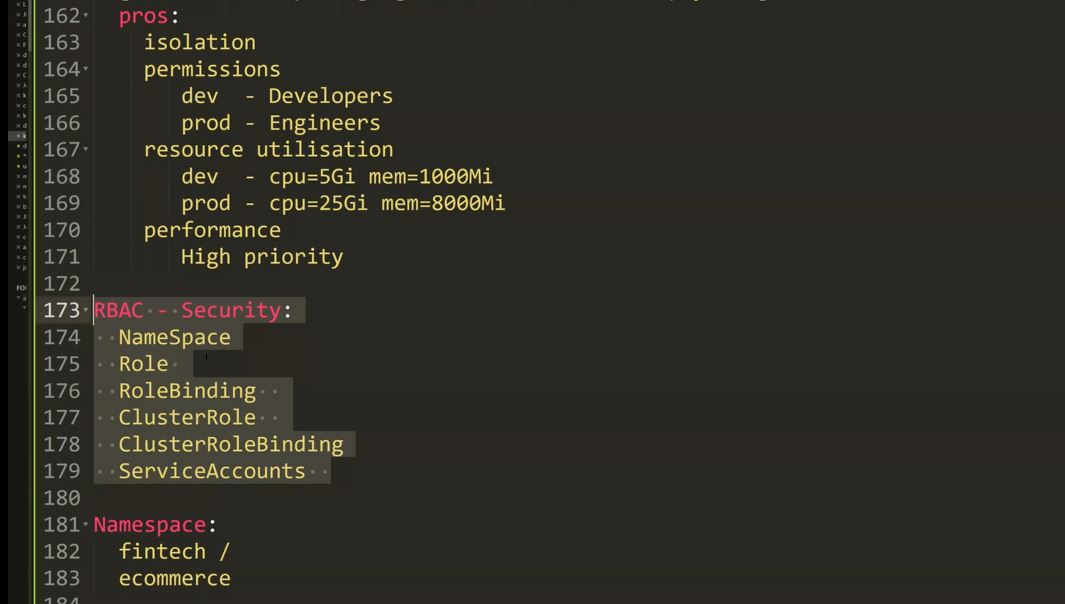 162 pros:
163 isolation
164 permissions
165 dev - Developers
166 prod - Engineers
167 resource utilisation
168 dev - cpu=5Gi mem=1000Mi
169 prod - cpu=25Gi mem=8000Mi
170 performance
171 High priority
172
173 RBAC - Security:
174 NameSpace
175 Role
176 RoleBinding
177 ClusterRole
178 ClusterRoleBinding
179 ServiceAccounts
180
181 Namespace:
182 fintech /
183 ecommerce